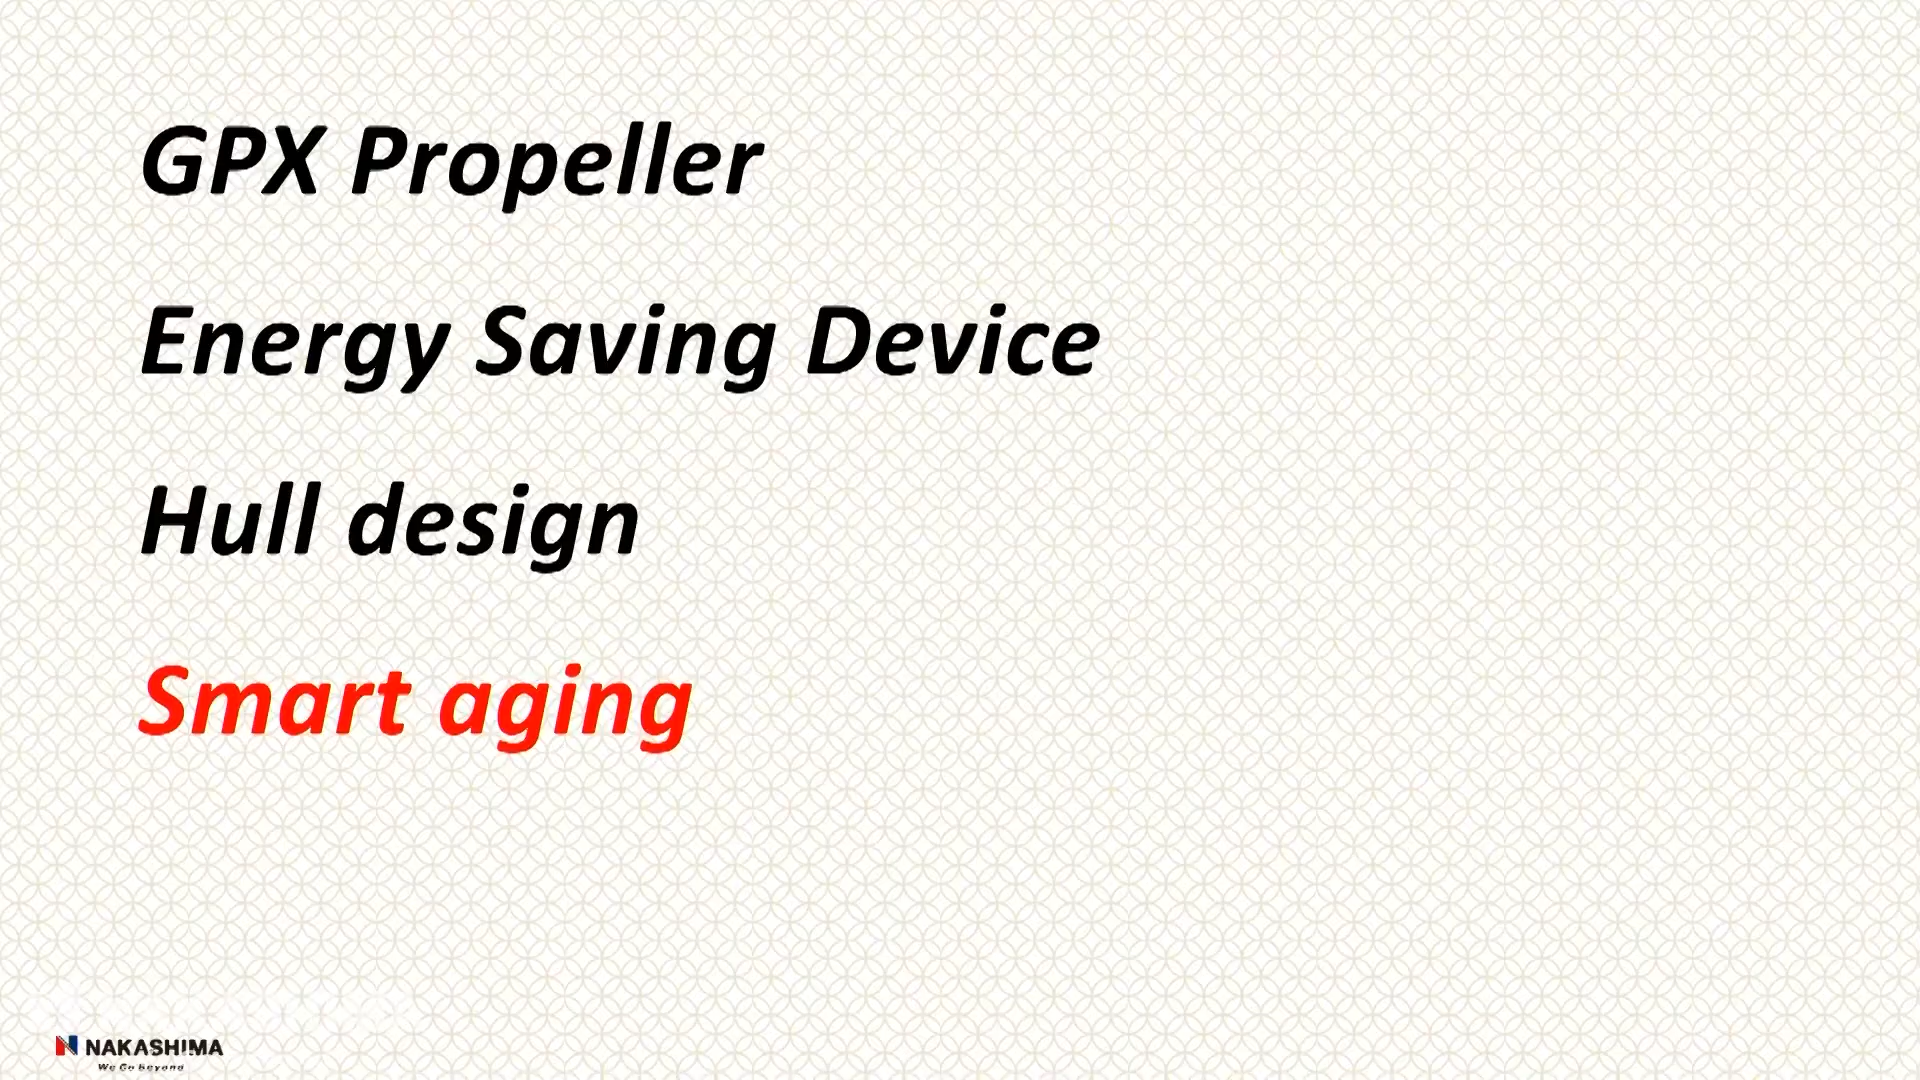 GPX Propeller
Energy Saving Device
Hull design
Smart aging
NAKASHIMA
We Go Beyond